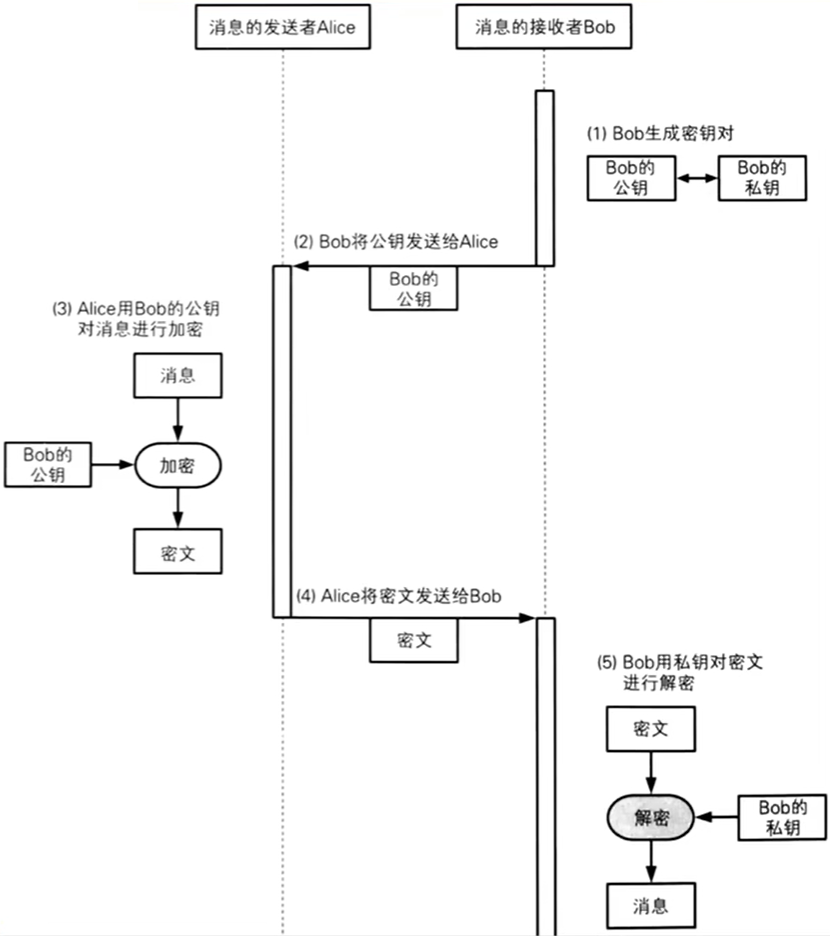 消息的发送者Alice
消息的接收者Bob
(1) Bob生成密钥对
Bob的
公钥
Bob的
私钥
(2) Bob将公钥发送给Alice
Bob的
公钥
(3) Alice用Bob的公钥
对消息进行加密
消息
Bob的
公钥
加密
密文
(4) Alice将密文发送给Bob
密文
(5) Bob用私钥对密文
进行解密
密文
解密
Bob的
私钥
消息